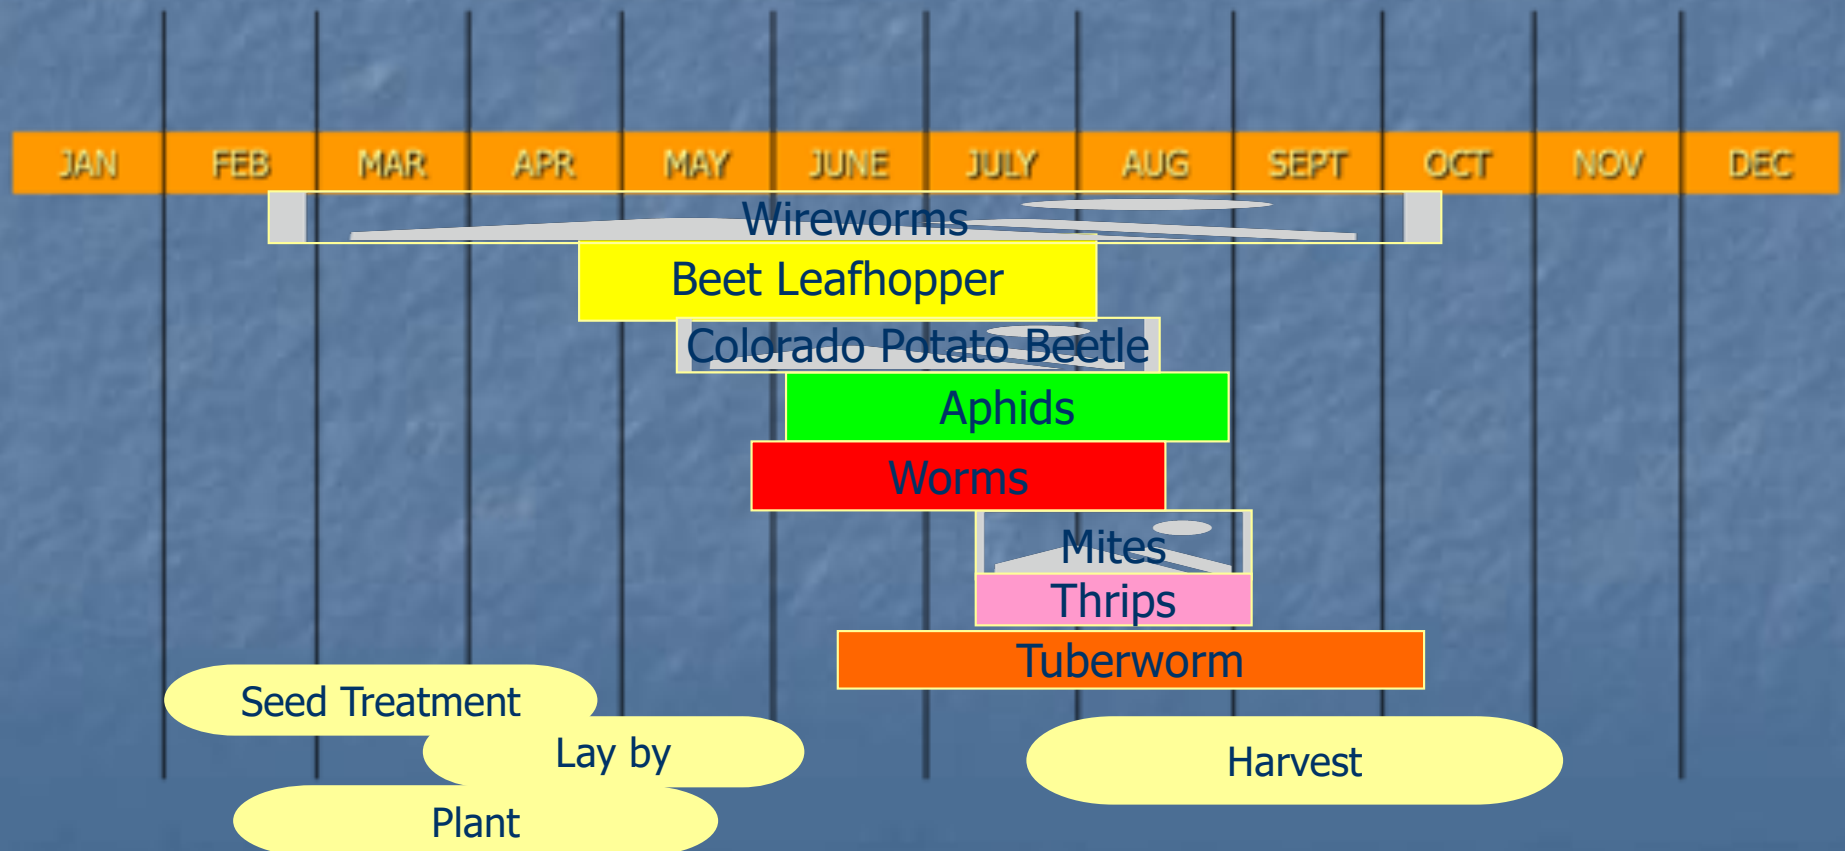 JAN FEB MAR APR MAY JUNE JULY AUG SEPT OCT NOV DEC
Wireworms
Beet Leafhopper
Colorado Potato Beetle
Aphids
Worms
Mites
Thrips
Tuberworm
Seed Treatment
Lay by
Harvest
Plant